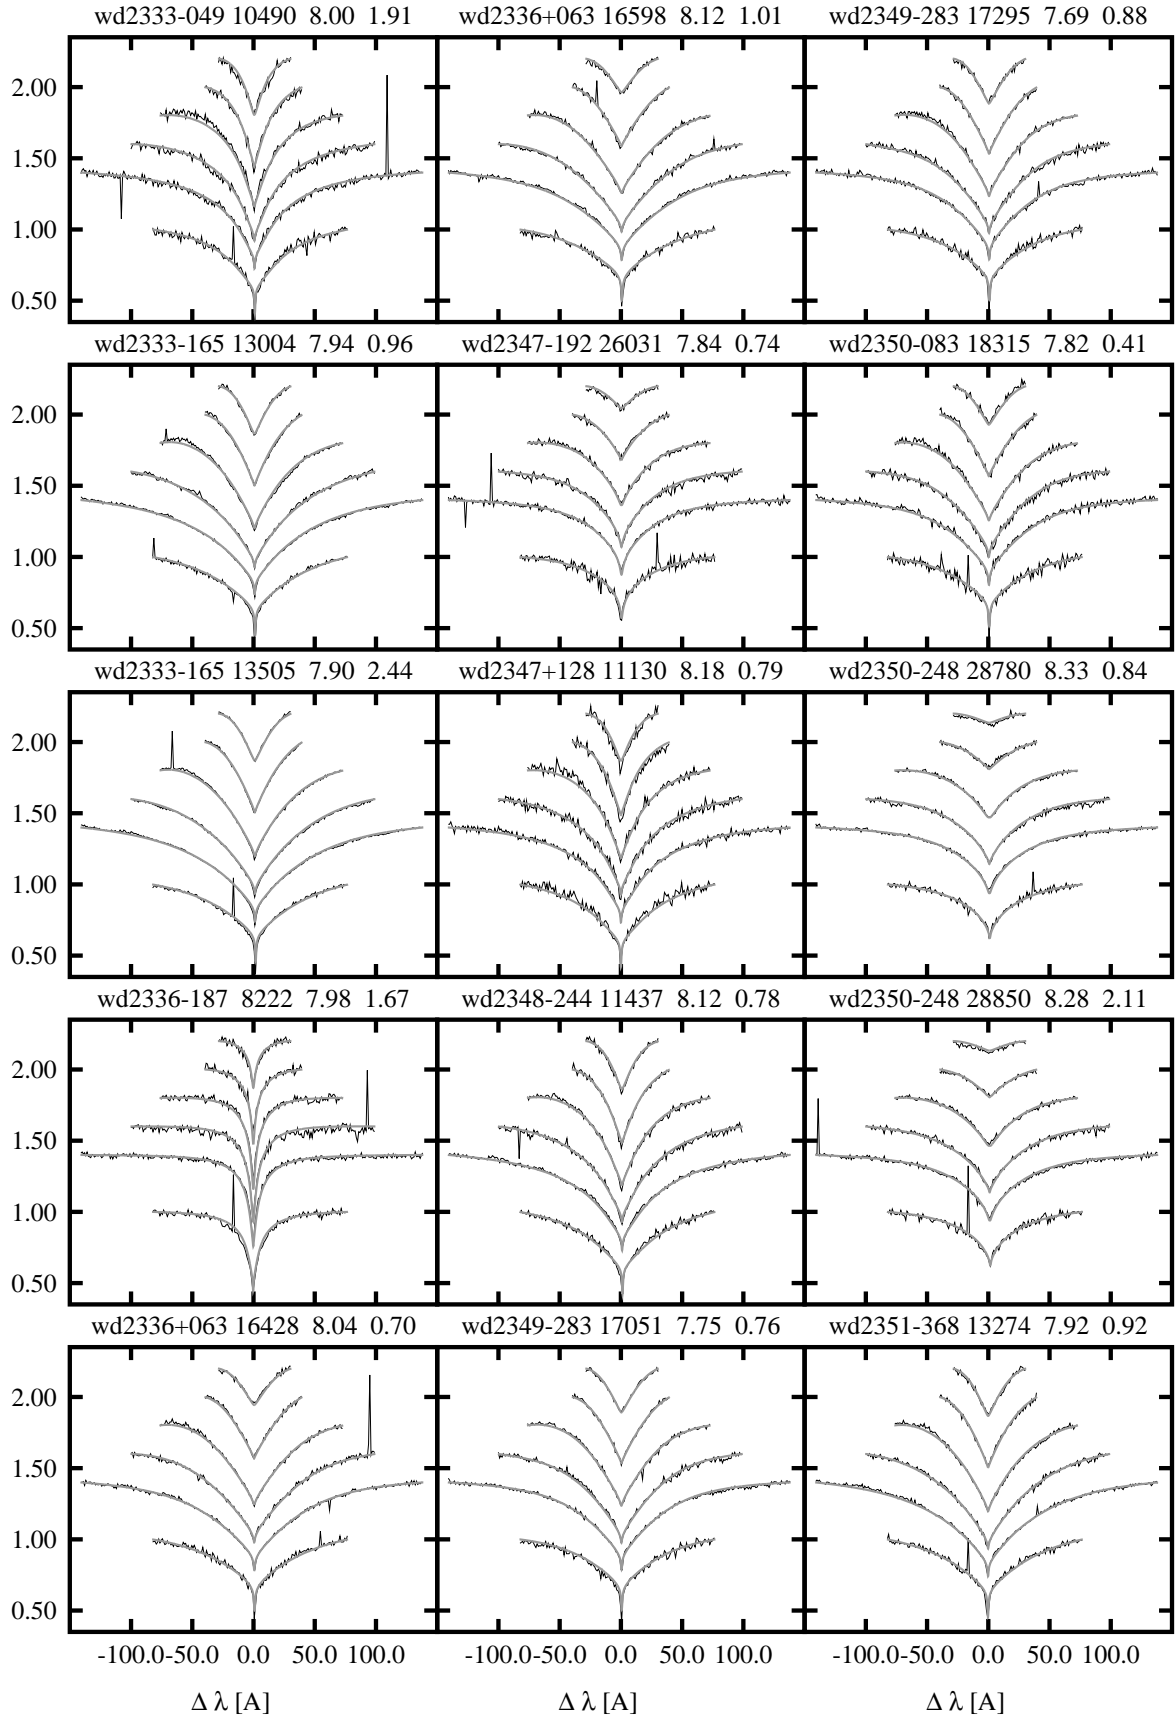 wd2333-049 10490 8.00 1.91
wd2336+063 16598 8.12 1.01
wd2349-283 17295 7.69 0.88
2.00
1.50
1.00
0.50
wd2333-165 13004 7.94 0.96
wd2347-192 26031 7.84 0.74
wd2350-083 18315 7.82 0.41
2.00
1.50
1.00
0.50
wd2333-165 13505 7.90 2.44
wd2347+128 11130 8.18 0.79
wd2350-248 28780 8.33 0.84
2.00
1.50
1.00
0.50
wd2336-187 8222 7.98 1.67
wd2348-244 11437 8.12 0.78
wd2350-248 28850 8.28 2.11
2.00
1.50
1.00
0.50
wd2336+063 16428 8.04 0.70
wd2349-283 17051 7.75 0.76
wd2351-368 13274 7.92 0.92
2.00
1.50
1.00
0.50
-100.0 -50.0 0.0 50.0 100.0
-100.0 -50.0 0.0 50.0 100.0
-100.0 -50.0 0.0 50.0 100.0
Δ λ [A]
Δ λ [A]
Δ λ [A]